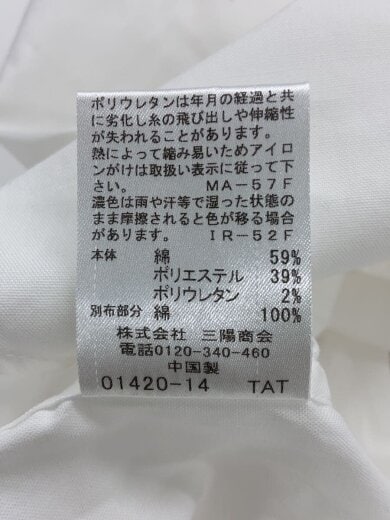 ポリウレタンは年月の経過と共
に劣化し糸の飛び出しや伸縮性
が失われることがあります。
熱によって縮み易いためアイロ
ンがけは取扱い表示に従って下
さい。 MA-57F
濃色は雨や汗等で湿った状態の
まま摩擦されると色が移る場合
があります。 IR-52F
本体 綿 59%
ポリエステル 39%
ポリウレタン 2%
別布部分 綿 100%
株式会社 三陽商会
電話0120-340-460
中国製
01420-14 TAT